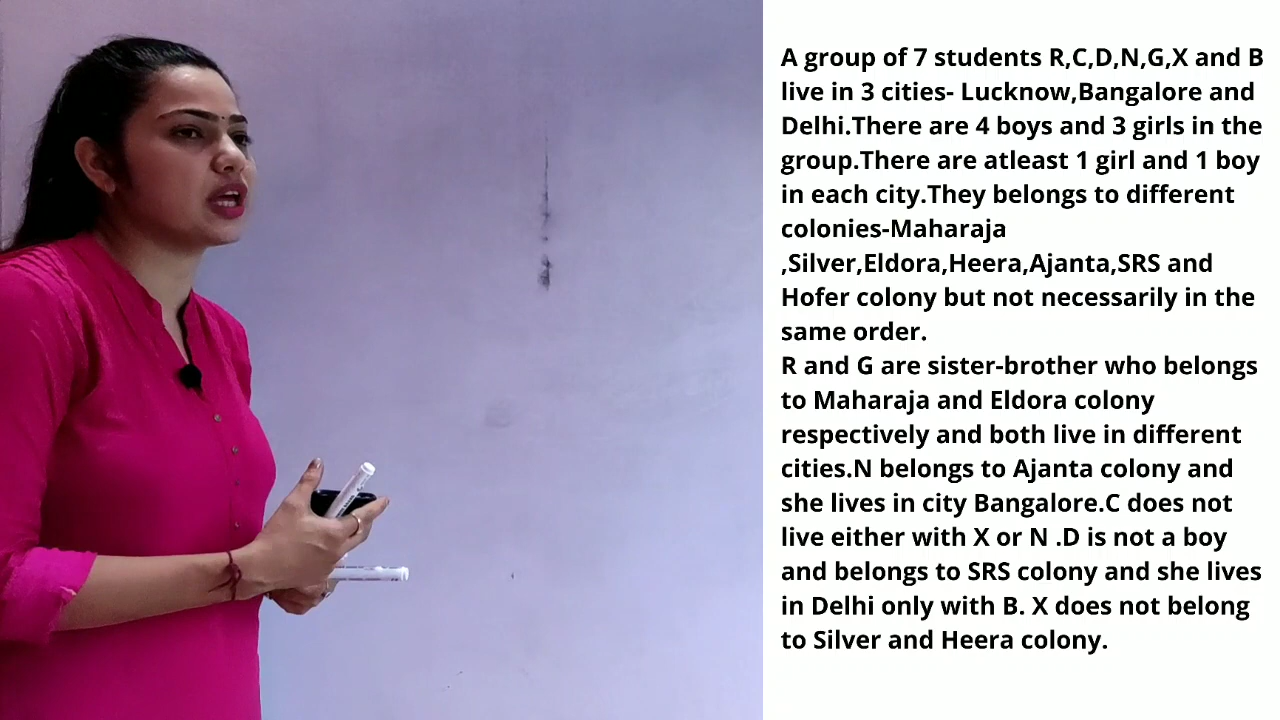 A group of 7 students R,C,D,N,G,X and B
live in 3 cities- Lucknow,Bangalore and
Delhi.There are 4 boys and 3 girls in the
group.There are atleast 1 girl and 1 boy
in each city.They belongs to different
colonies-Maharaja
,Silver,Eldora,Heera,Ajanta,SRS and
Hofer colony but not necessarily in the
same order.
R and G are sister-brother who belongs
to Maharaja and Eldora colony
respectively and both live in different
cities.N belongs to Ajanta colony and
she lives in city Bangalore.C does not
live either with X or N .D is not a boy
and belongs to SRS colony and she lives
in Delhi only with B. X does not belong
to Silver and Heera colony.